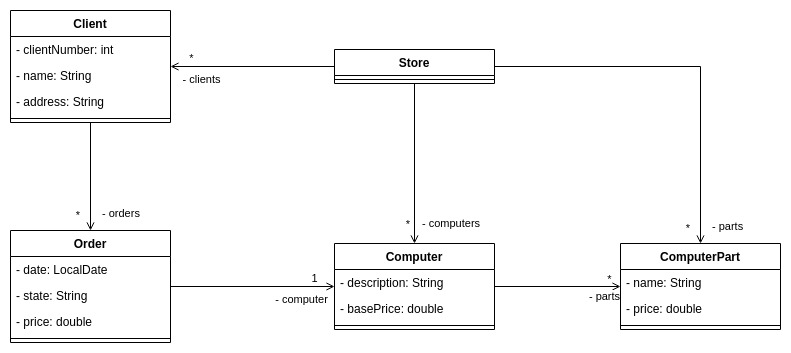 Client
- clientNumber: int
- name: String
- address: String
*
- clients
Store
* - orders
* - computers
* - parts
Order
- date: LocalDate
- state: String
- price: double
1
- computer
Computer
- description: String
- basePrice: double
*
- parts
ComputerPart
- name: String
- price: double